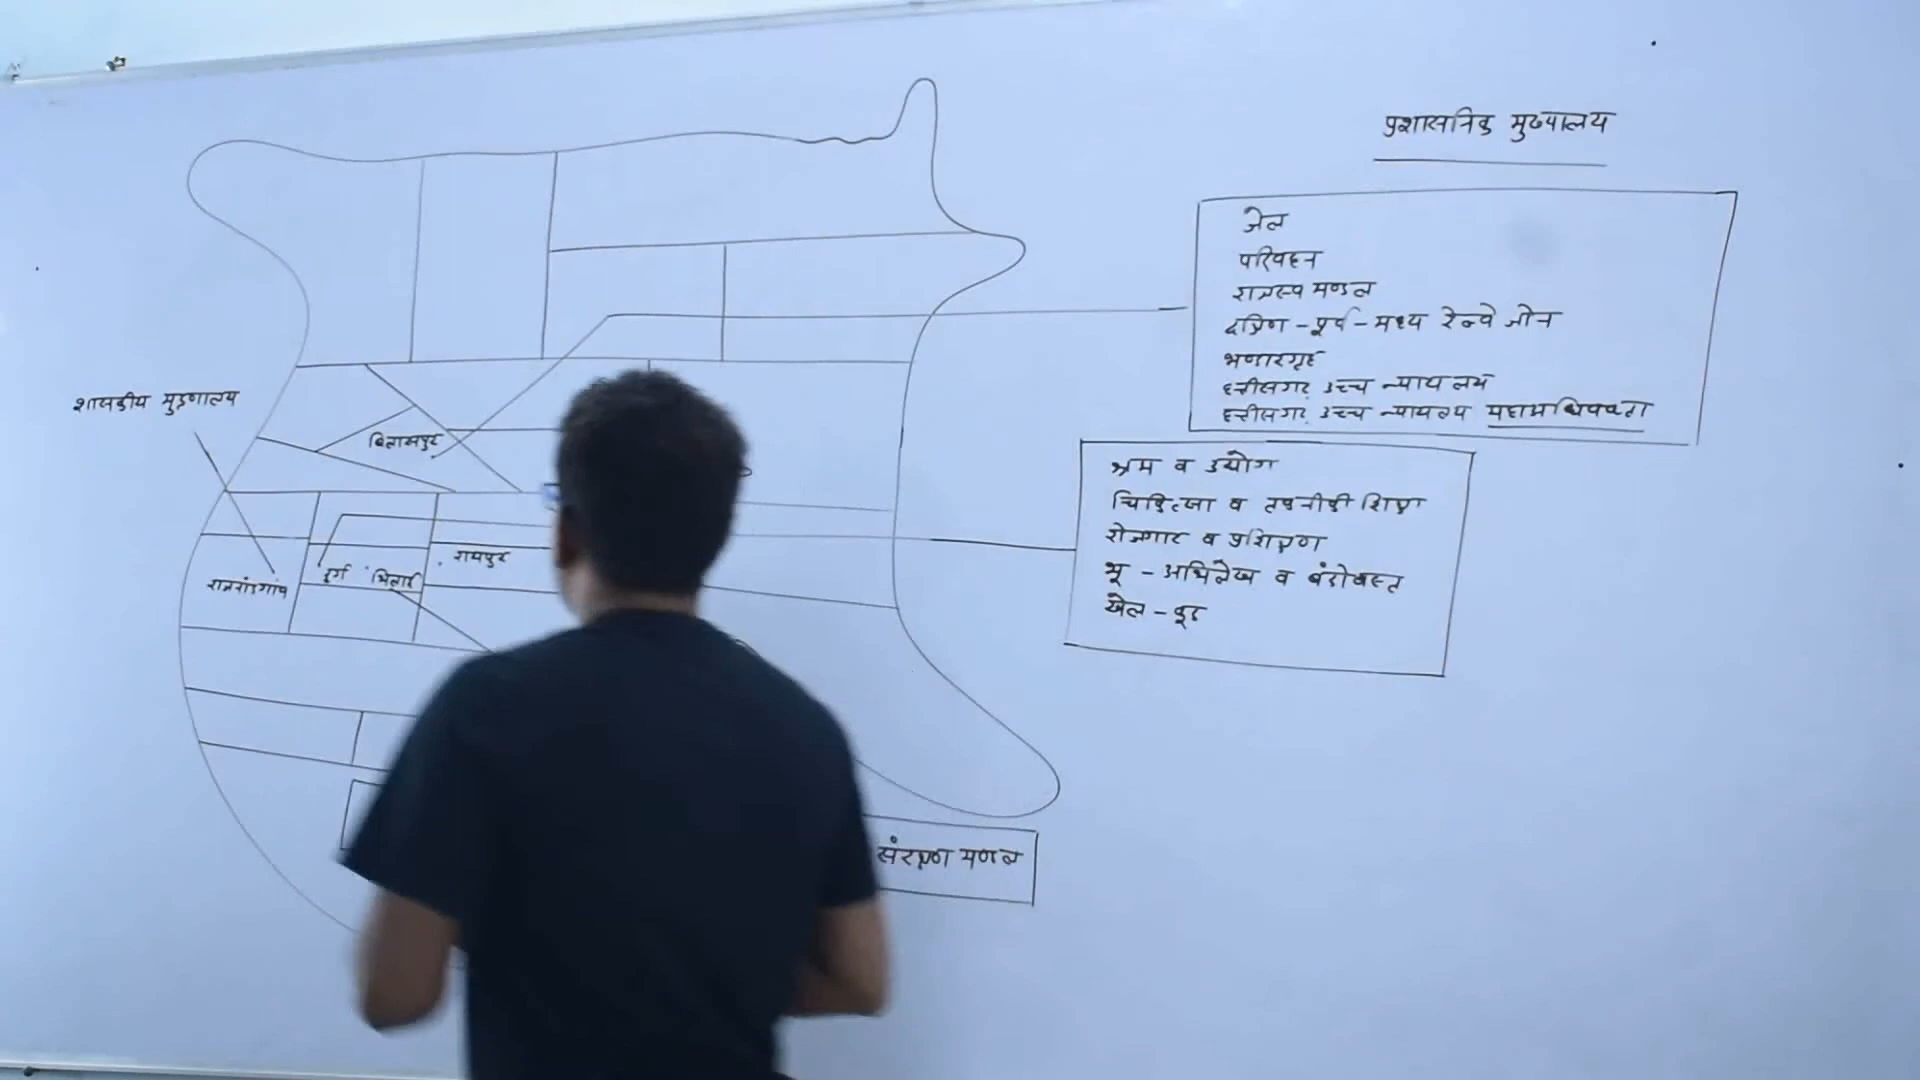 प्रशासनिक मुख्यालय
जेल
परिवहन
राजस्व मण्डल
दक्षिण - पूर्व - मध्य रेल्वे जोन
भण्डारगृह
छत्तीसगढ़ उच्च न्यायालय
छत्तीसगढ़ उच्च न्यायलय महाअधिवक्ता
शासकीय मुद्रणालय
बिलासपुर
श्रम व उद्योग
चिकित्सा व तकनीकी शिक्षा
रोजगार व प्रशिक्षण
भू - अभिलेख व बंदोबस्त
खेल - कूद
राजनांदगांव
दुर्ग भिलाई
रायपुर
संरक्षण मण्डल